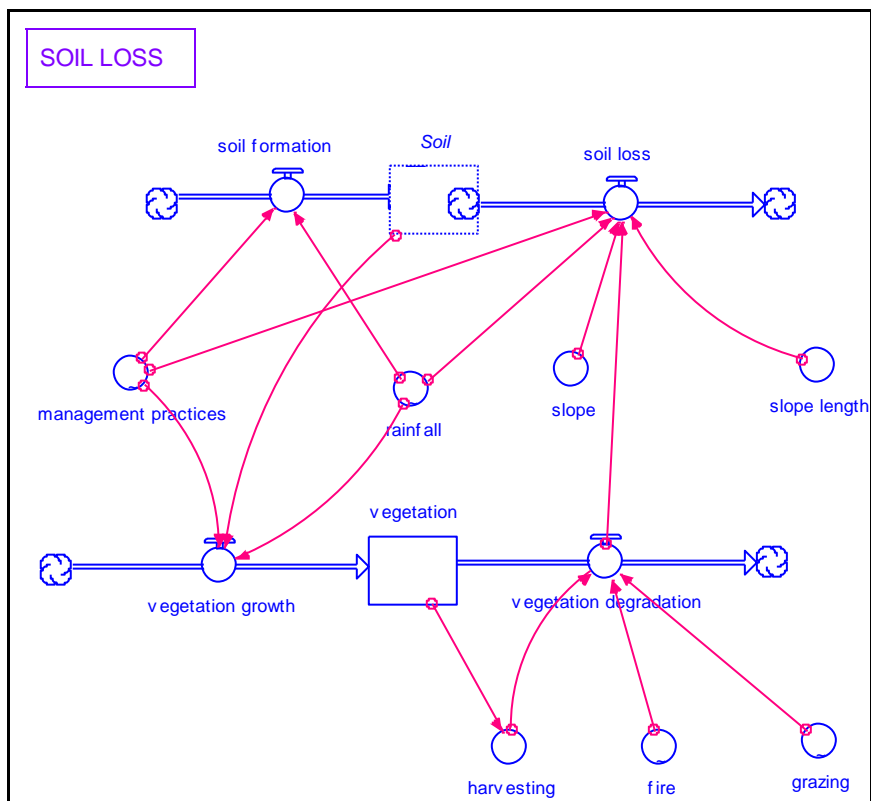 SOIL LOSS
Soil
soil formation
soil loss
management practices
rainfall
slope
slope length
vegetation
vegetation growth
vegetation degradation
harvesting
fire
grazing